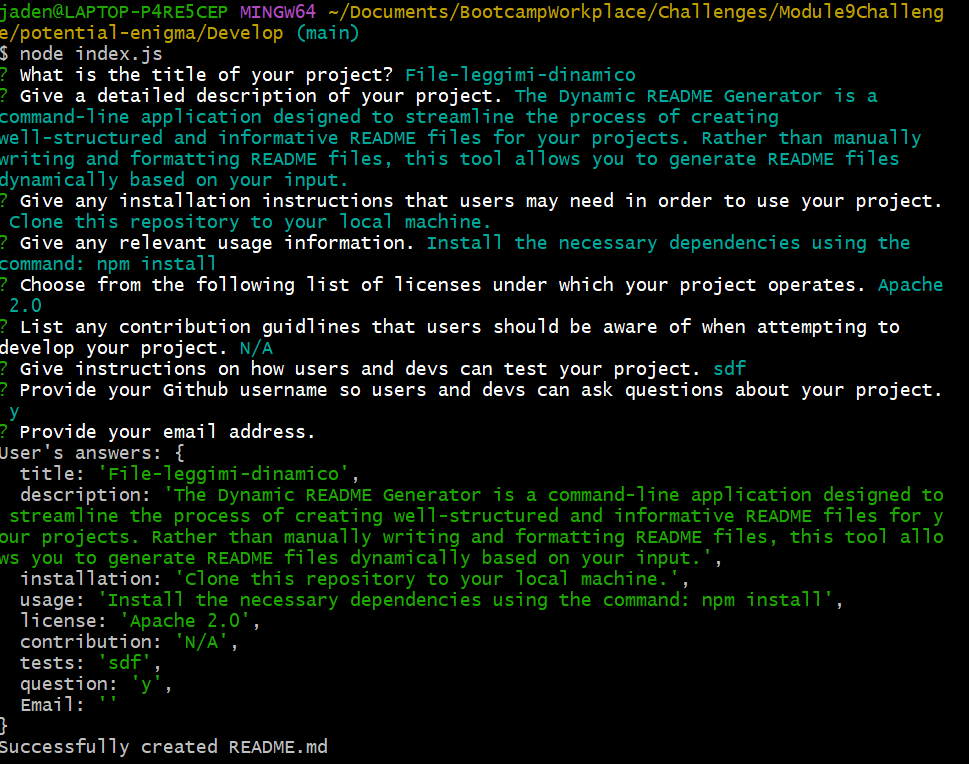 jaden@LAPTOP-P4RE5CEP MINGW64 ~/Documents/BootcampWorkplace/Challenges/Module9Challeng
e/potential-enigma/Develop (main)
$ node index.js
? What is the title of your project? File-leggimi-dinamico
? Give a detailed description of your project. The Dynamic README Generator is a
command-line application designed to streamline the process of creating
well-structured and informative README files for your projects. Rather than manually
writing and formatting README files, this tool allows you to generate README files
dynamically based on your input.
? Give any installation instructions that users may need in order to use your project.
 Clone this repository to your local machine.
? Give any relevant usage information. Install the necessary dependencies using the
command: npm install
? Choose from the following list of licenses under which your project operates. Apache
 2.0
? List any contribution guidlines that users should be aware of when attempting to
develop your project. N/A
? Give instructions on how users and devs can test your project. sdf
? Provide your Github username so users and devs can ask questions about your project.
 y
? Provide your email address.
User's answers: {
  title: 'File-leggimi-dinamico',
  description: 'The Dynamic README Generator is a command-line application designed to
 streamline the process of creating well-structured and informative README files for y
our projects. Rather than manually writing and formatting README files, this tool allo
ws you to generate README files dynamically based on your input.',
  installation: 'Clone this repository to your local machine.',
  usage: 'Install the necessary dependencies using the command: npm install',
  license: 'Apache 2.0',
  contribution: 'N/A',
  tests: 'sdf',
  question: 'y',
  Email: ''
}
Successfully created README.md